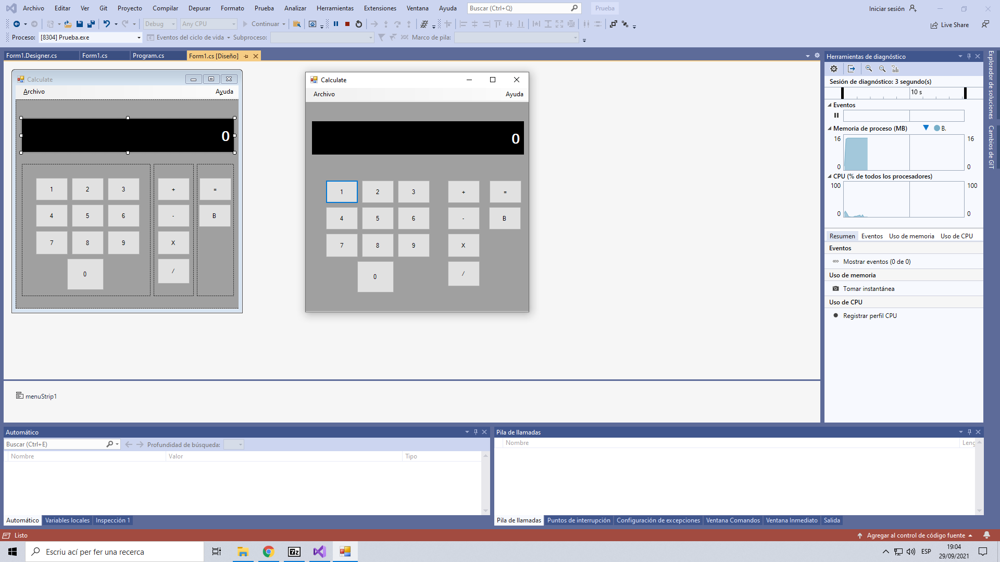 Archivo Editar Ver Git Proyecto Compilar Depurar Formato Prueba Analizar Herramientas Extensiones Ventana Ayuda Buscar (Ctrl+Q) Prueba Iniciar sesión
Debug Any CPU Continuar Live Share
Proceso: [8304] Prueba.exe Eventos del ciclo de vida Subproceso: Marco de pila:
Form1.Designer.cs Form1.cs Program.cs Form1.cs [Diseño]
Calculate
Archivo Ayuda
0
1 2 3 + =
4 5 6 - B
7 8 9 X
0 /
Calculate
Archivo Ayuda
0
1 2 3 + =
4 5 6 - B
7 8 9 X
0 /
menuStrip1
Herramientas de diagnóstico
Sesión de diagnóstico: 3 segundo(s)
10 s
Eventos
Memoria de proceso (MB) B.
16 16
0 0
CPU (% de todos los procesadores)
100 100
0 0
Resumen Eventos Uso de memoria Uso de CPU
Eventos
Mostrar eventos (0 de 0)
Uso de memoria
Tomar instantánea
Uso de CPU
Registrar perfil CPU
Explorador de soluciones
Cambios de GIT
Automático
Buscar (Ctrl+E) Profundidad de búsqueda:
Nombre Valor Tipo
Automático Variables locales Inspección 1
Pila de llamadas
Nombre Leng
Pila de llamadas Puntos de interrupción Configuración de excepciones Ventana Comandos Ventana Inmediato Salida
Listo Agregar al control de código fuente
Escriu ací per fer una recerca 7z ESP 19:04
29/09/2021